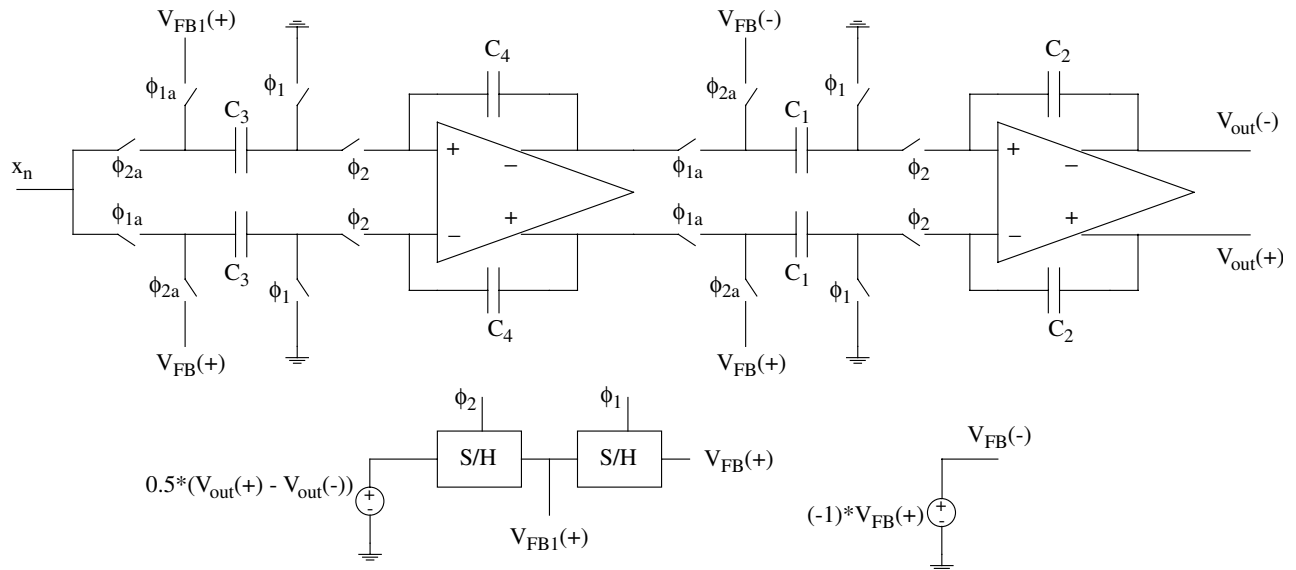 V_FB1(+)
V_FB(-)
C_4
C_2
ϕ_1a
ϕ_1
ϕ_2a
ϕ_1
C_3
C_1
V_out(-)
ϕ_2a
ϕ_2
+
−
ϕ_1a
ϕ_2
+
−
x_n
ϕ_1a
ϕ_2
−
+
ϕ_1a
ϕ_2
−
+
V_out(+)
C_3
C_1
ϕ_2a
ϕ_1
C_4
ϕ_2a
ϕ_1
C_2
V_FB(+)
V_FB(+)
ϕ_2
ϕ_1
S/H
S/H
V_FB(+)
V_FB(-)
0.5*(V_out(+) - V_out(-))
+
-
V_FB1(+)
(-1)*V_FB(+)
+
-